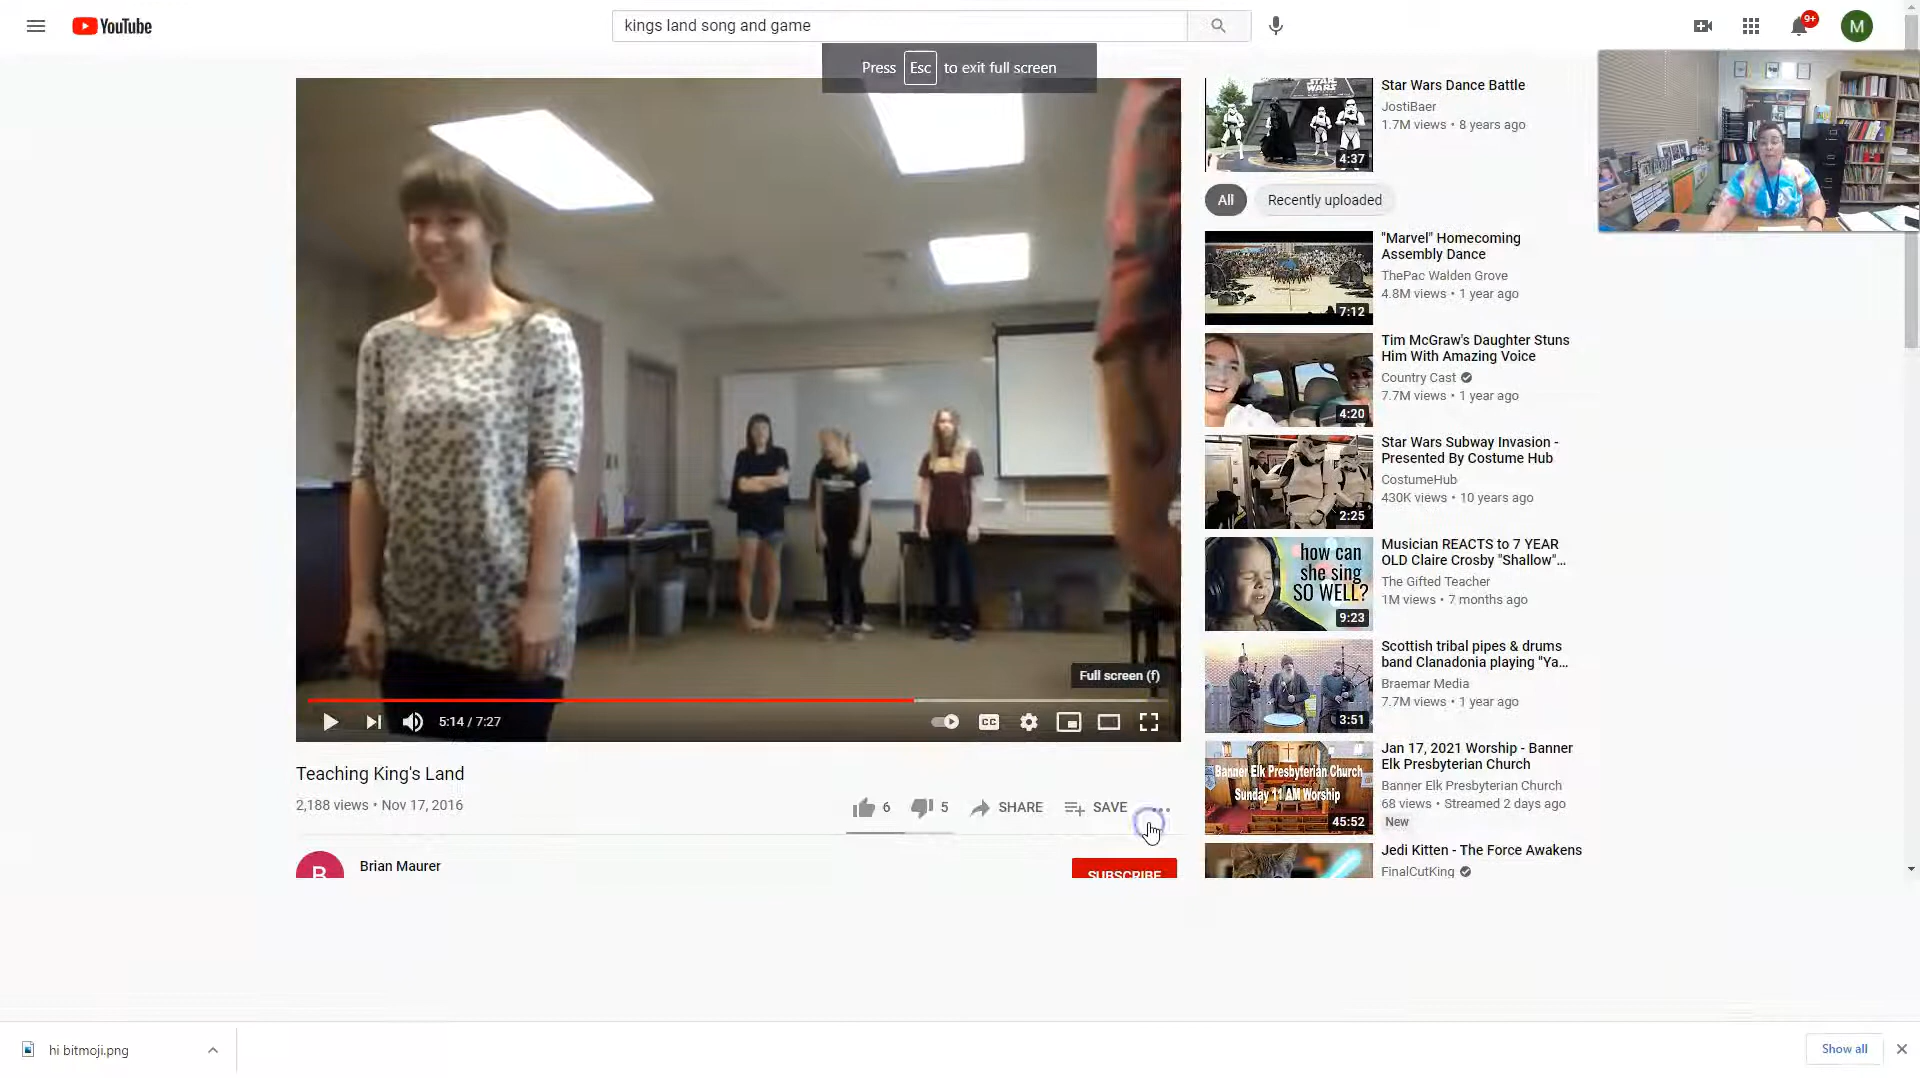 YouTube
kings land song and game
9+
M
Press Esc to exit full screen
Full screen (f)
5:14 / 7:27
CC
Teaching King's Land
2,188 views • Nov 17, 2016
6
5
SHARE
SAVE
B
Brian Maurer
SUBSCRIBE
STAR WARS
4:37
Star Wars Dance Battle
JostiBaer
1.7M views • 8 years ago
All
Recently uploaded
7:12
"Marvel" Homecoming
Assembly Dance
ThePac Walden Grove
4.8M views • 1 year ago
4:20
Tim McGraw's Daughter Stuns
Him With Amazing Voice
Country Cast
7.7M views • 1 year ago
2:25
Star Wars Subway Invasion -
Presented By Costume Hub
CostumeHub
430K views • 10 years ago
how can
she sing
SO WELL?
9:23
Musician REACTS to 7 YEAR
OLD Claire Crosby "Shallow"...
The Gifted Teacher
1M views • 7 months ago
3:51
Scottish tribal pipes & drums
band Clanadonia playing "Ya...
Braemar Media
7.7M views • 1 year ago
Banner Elk Presbyterian Church
Sunday 11 AM Worship
45:52
Jan 17, 2021 Worship - Banner
Elk Presbyterian Church
Banner Elk Presbyterian Church
68 views • Streamed 2 days ago
New
Jedi Kitten - The Force Awakens
FinalCutKing
hi bitmoji.png
Show all